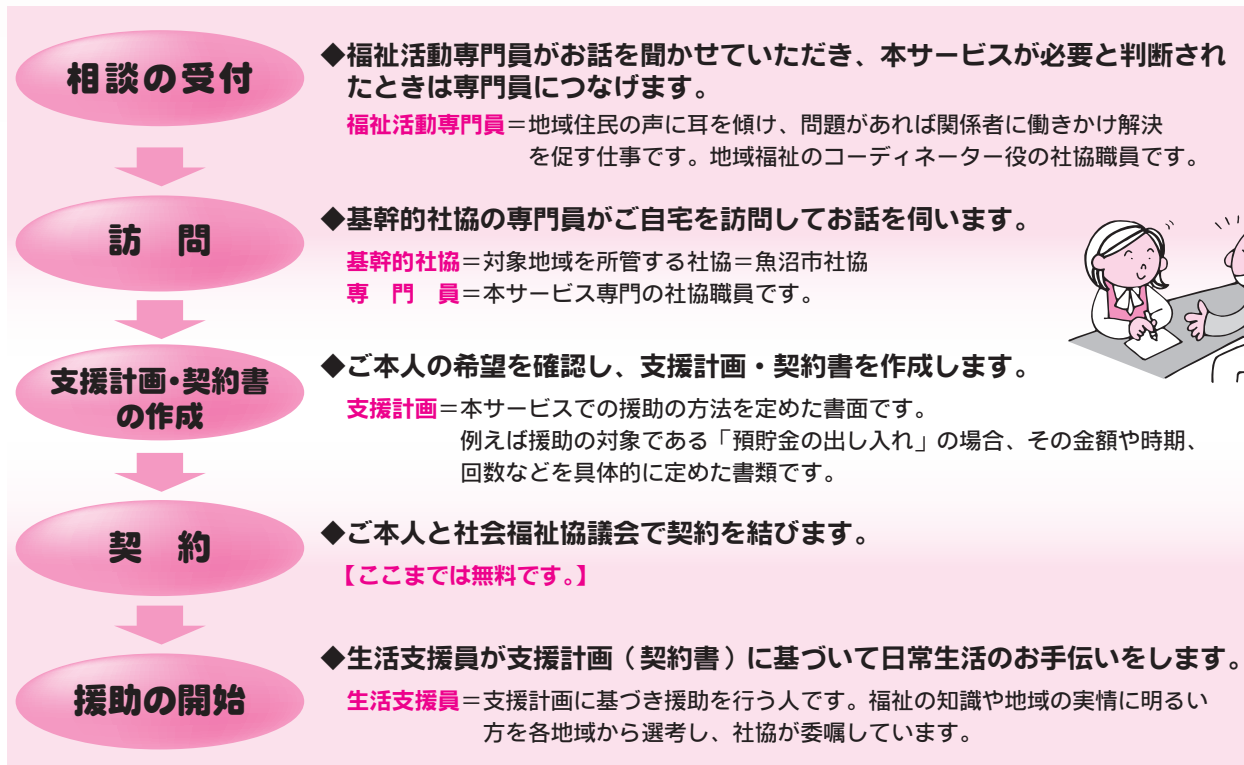 相談の受付
◆福祉活動専門員がお話を聞かせていただき、本サービスが必要と判断され
たときは専門員につなげます。
福祉活動専門員＝地域住民の声に耳を傾け、問題があれば関係者に働きかけ解決
を促す仕事です。地域福祉のコーディネーター役の社協職員です。
訪　問
◆基幹的社協の専門員がご自宅を訪問してお話を伺います。
基幹的社協＝対象地域を所管する社協＝魚沼市社協
専　門　員＝本サービス専門の社協職員です。
支援計画・契約書
の作成
◆ご本人の希望を確認し、支援計画・契約書を作成します。
支援計画＝本サービスでの援助の方法を定めた書面です。
例えば援助の対象である「預貯金の出し入れ」の場合、その金額や時期、
回数などを具体的に定めた書類です。
契　約
◆ご本人と社会福祉協議会で契約を結びます。
【ここまでは無料です。】
援助の開始
◆生活支援員が支援計画（契約書）に基づいて日常生活のお手伝いをします。
生活支援員＝支援計画に基づき援助を行う人です。福祉の知識や地域の実情に明るい
方を各地域から選考し、社協が委嘱しています。